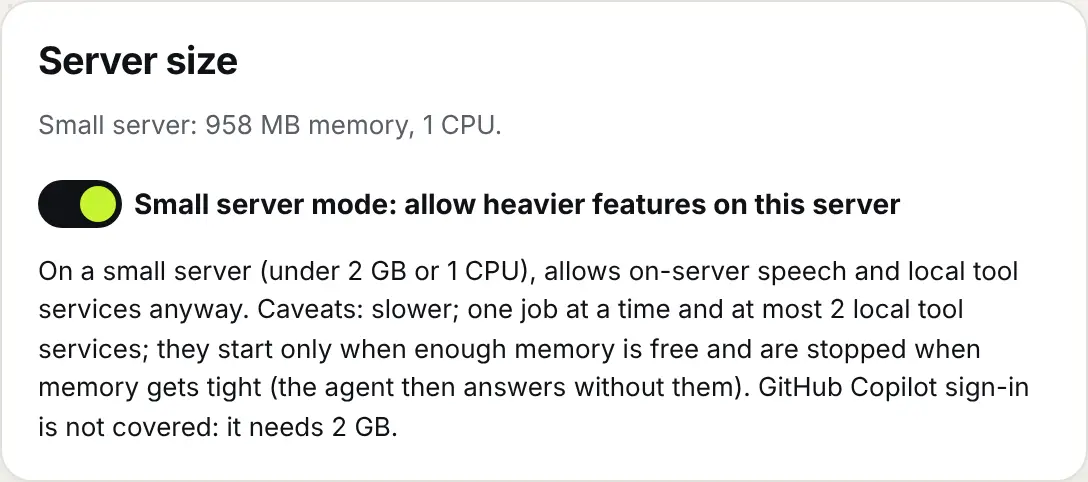 Server size
Small server: 958 MB memory, 1 CPU.
Small server mode: allow heavier features on this server
On a small server (under 2 GB or 1 CPU), allows on-server speech and local tool
services anyway. Caveats: slower; one job at a time and at most 2 local tool
services; they start only when enough memory is free and are stopped when
memory gets tight (the agent then answers without them). GitHub Copilot sign-in
is not covered: it needs 2 GB.